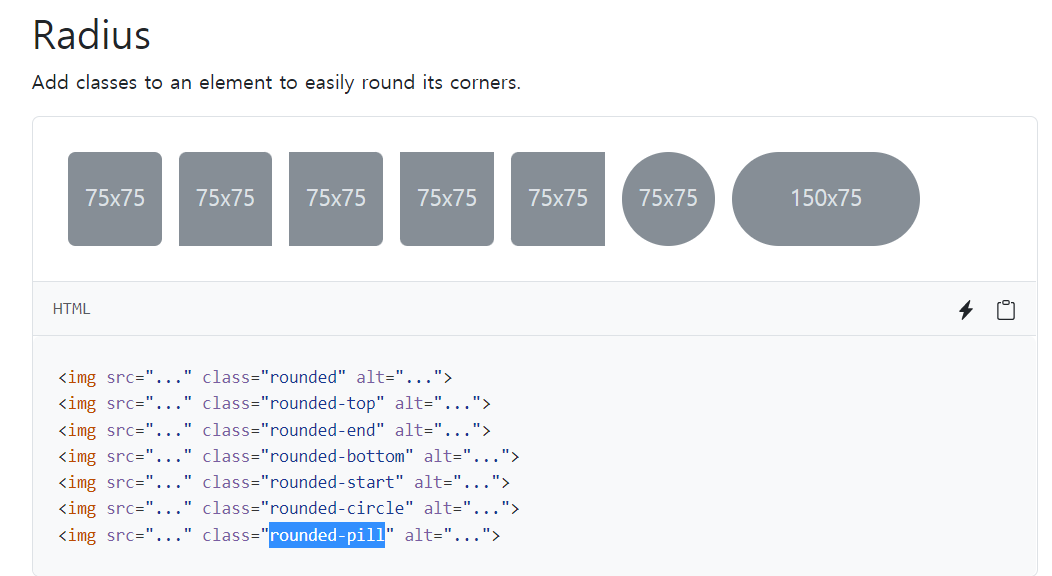 Radius
Add classes to an element to easily round its corners.
75x75 75x75 75x75 75x75 75x75 75x75 150x75
HTML
<img src="..." class="rounded" alt="...">
<img src="..." class="rounded-top" alt="...">
<img src="..." class="rounded-end" alt="...">
<img src="..." class="rounded-bottom" alt="...">
<img src="..." class="rounded-start" alt="...">
<img src="..." class="rounded-circle" alt="...">
<img src="..." class="rounded-pill" alt="...">